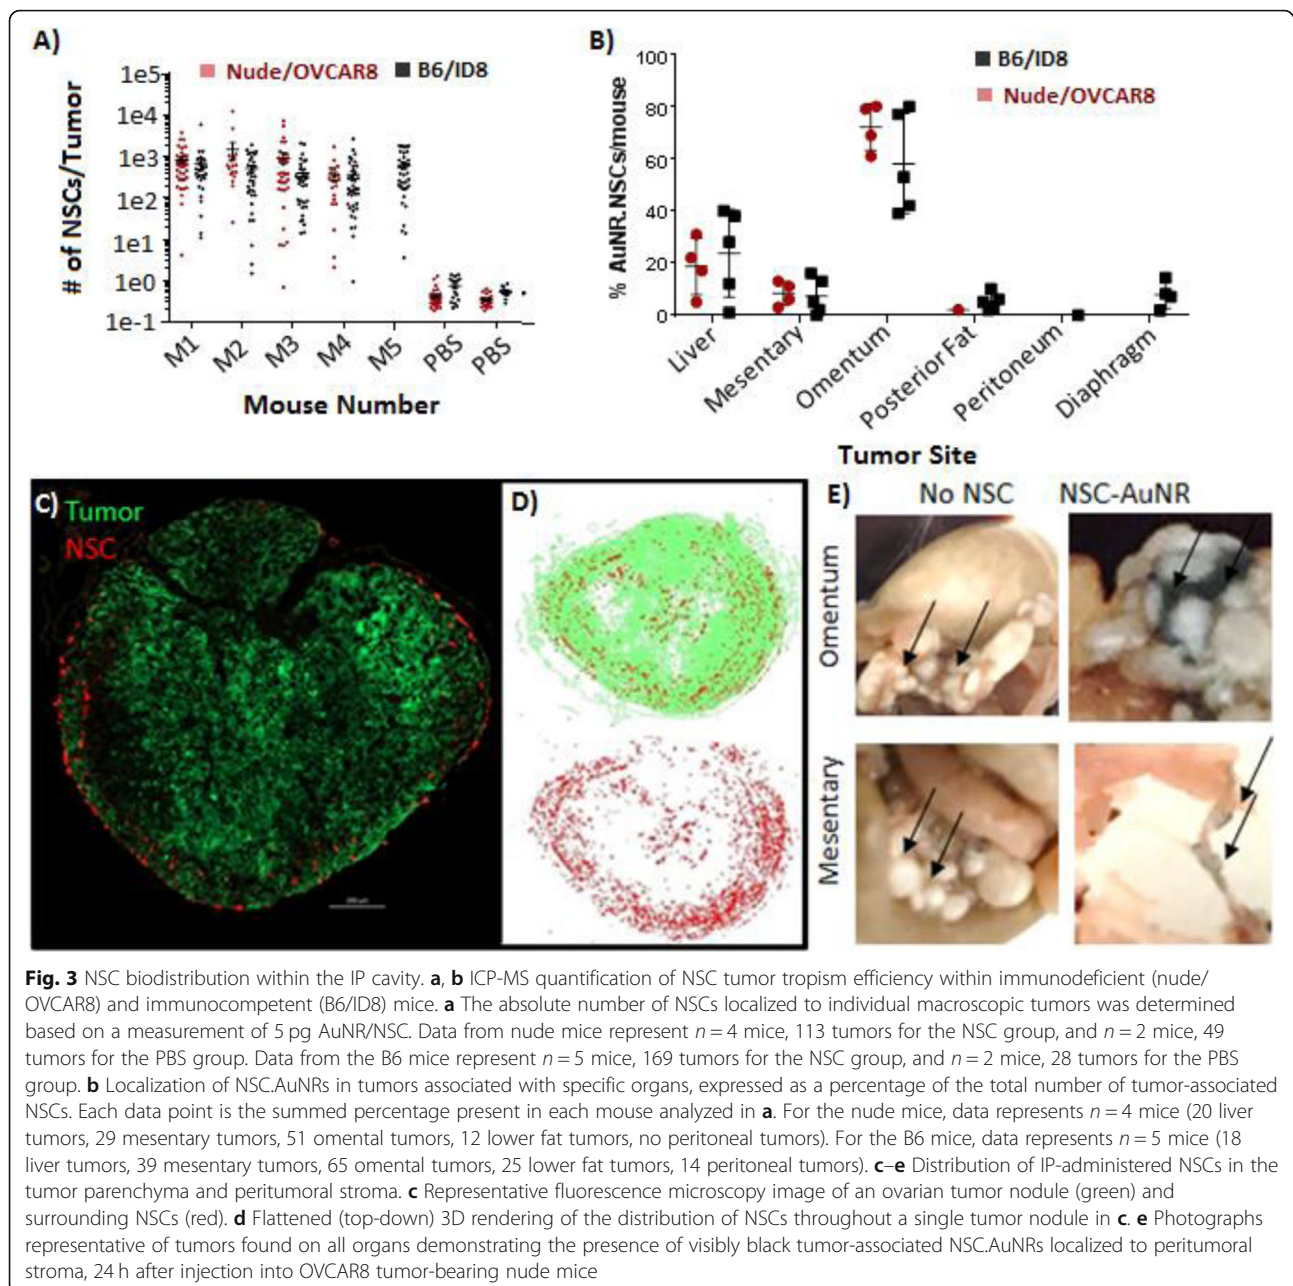 A)
Nude/OVCAR8 B6/ID8
# of NSCs/Tumor
1e5
1e4
1e3
1e2
1e1
1e0
1e-1
M1 M2 M3 M4 M5 PBS PBS
Mouse Number
B)
B6/ID8
Nude/OVCAR8
% AuNR.NSCs/mouse
100
80
60
40
20
0
Liver Mesentary Omentum Posterior Fat Peritoneum Diaphragm
Tumor Site
C) Tumor
NSC
D)
E) No NSC NSC-AuNR
Omentum
Mesentary
Fig. 3 NSC biodistribution within the IP cavity. a, b ICP-MS quantification of NSC tumor tropism efficiency within immunodeficient (nude/
OVCAR8) and immunocompetent (B6/ID8) mice. a The absolute number of NSCs localized to individual macroscopic tumors was determined
based on a measurement of 5 pg AuNR/NSC. Data from nude mice represent n = 4 mice, 113 tumors for the NSC group, and n = 2 mice, 49
tumors for the PBS group. Data from the B6 mice represent n = 5 mice, 169 tumors for the NSC group, and n = 2 mice, 28 tumors for the PBS
group. b Localization of NSC.AuNRs in tumors associated with specific organs, expressed as a percentage of the total number of tumor-associated
NSCs. Each data point is the summed percentage present in each mouse analyzed in a. For the nude mice, data represents n = 4 mice (20 liver
tumors, 29 mesentary tumors, 51 omental tumors, 12 lower fat tumors, no peritoneal tumors). For the B6 mice, data represents n = 5 mice (18
liver tumors, 39 mesentary tumors, 65 omental tumors, 25 lower fat tumors, 14 peritoneal tumors). c–e Distribution of IP-administered NSCs in the
tumor parenchyma and peritumoral stroma. c Representative fluorescence microscopy image of an ovarian tumor nodule (green) and
surrounding NSCs (red). d Flattened (top-down) 3D rendering of the distribution of NSCs throughout a single tumor nodule in c. e Photographs
representative of tumors found on all organs demonstrating the presence of visibly black tumor-associated NSC.AuNRs localized to peritumoral
stroma, 24 h after injection into OVCAR8 tumor-bearing nude mice